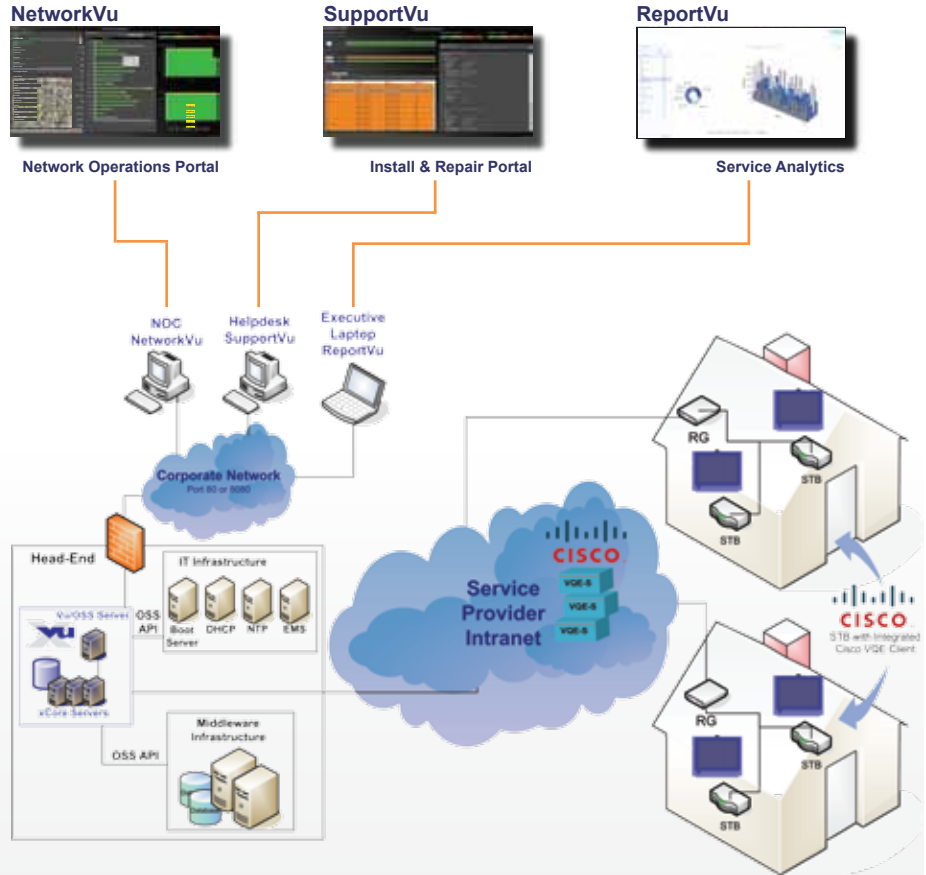 NetworkVu
SupportVu
ReportVu
Network Operations Portal
Install & Repair Portal
Service Analytics
NOC
NetworkVu
Helpdesk
SupportVu
Executive
Laptop
ReportVu
Corporate Network
Port 80 or 8080
Head-End
IT Infrastructure
Boot
Server
DHCP
NTP
EMS
OSS
API
Vu/OSS Server
xVu
xCore Servers
OSS API
Middleware
Infrastructure
Service
Provider
Intranet
CISCO
VQE-S
VQE-S
VQE-S
RG
STB
STB
CISCO
STB with Integrated
Cisco VQE Client
RG
STB
STB